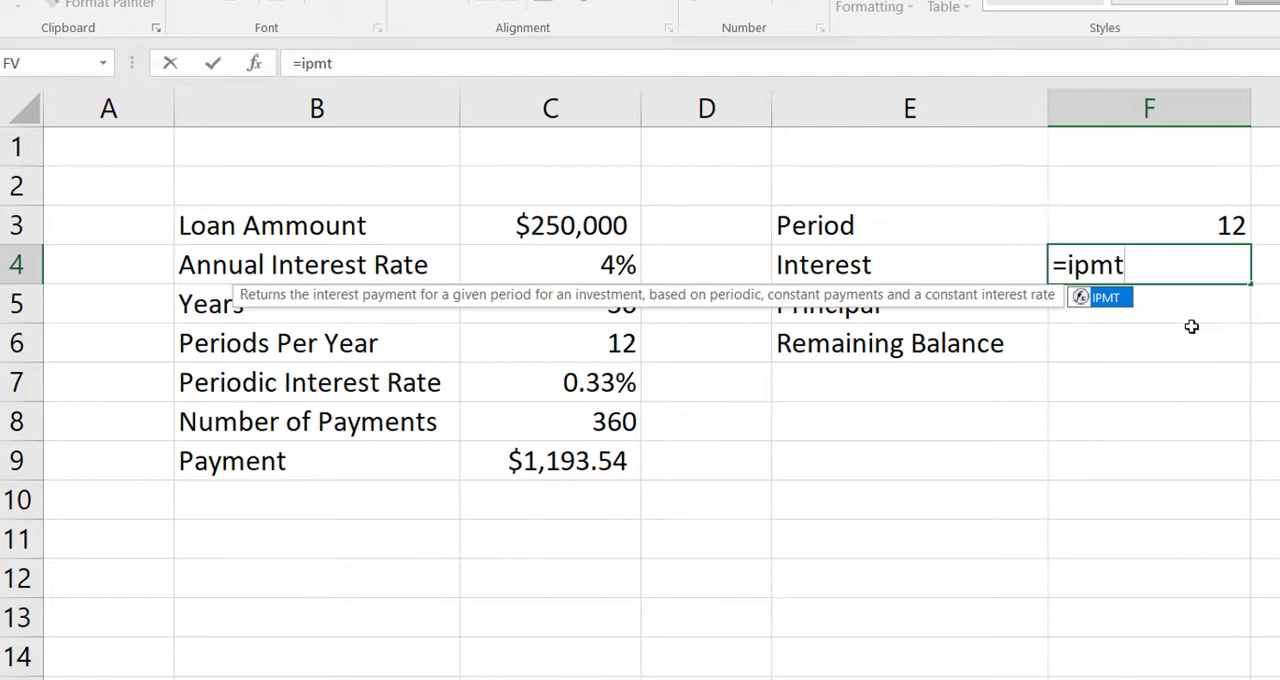 Format Painter
Formatting Table
Clipboard Font Alignment Number Styles
FV =ipmt
A B C D E F
1
2
3 Loan Ammount $250,000 Period 12
4 Annual Interest Rate 4% Interest =ipmt
Returns the interest payment for a given period for an investment, based on periodic, constant payments and a constant interest rate IPMT
5 Years 30 Principal
6 Periods Per Year 12 Remaining Balance
7 Periodic Interest Rate 0.33%
8 Number of Payments 360
9 Payment $1,193.54
10
11
12
13
14